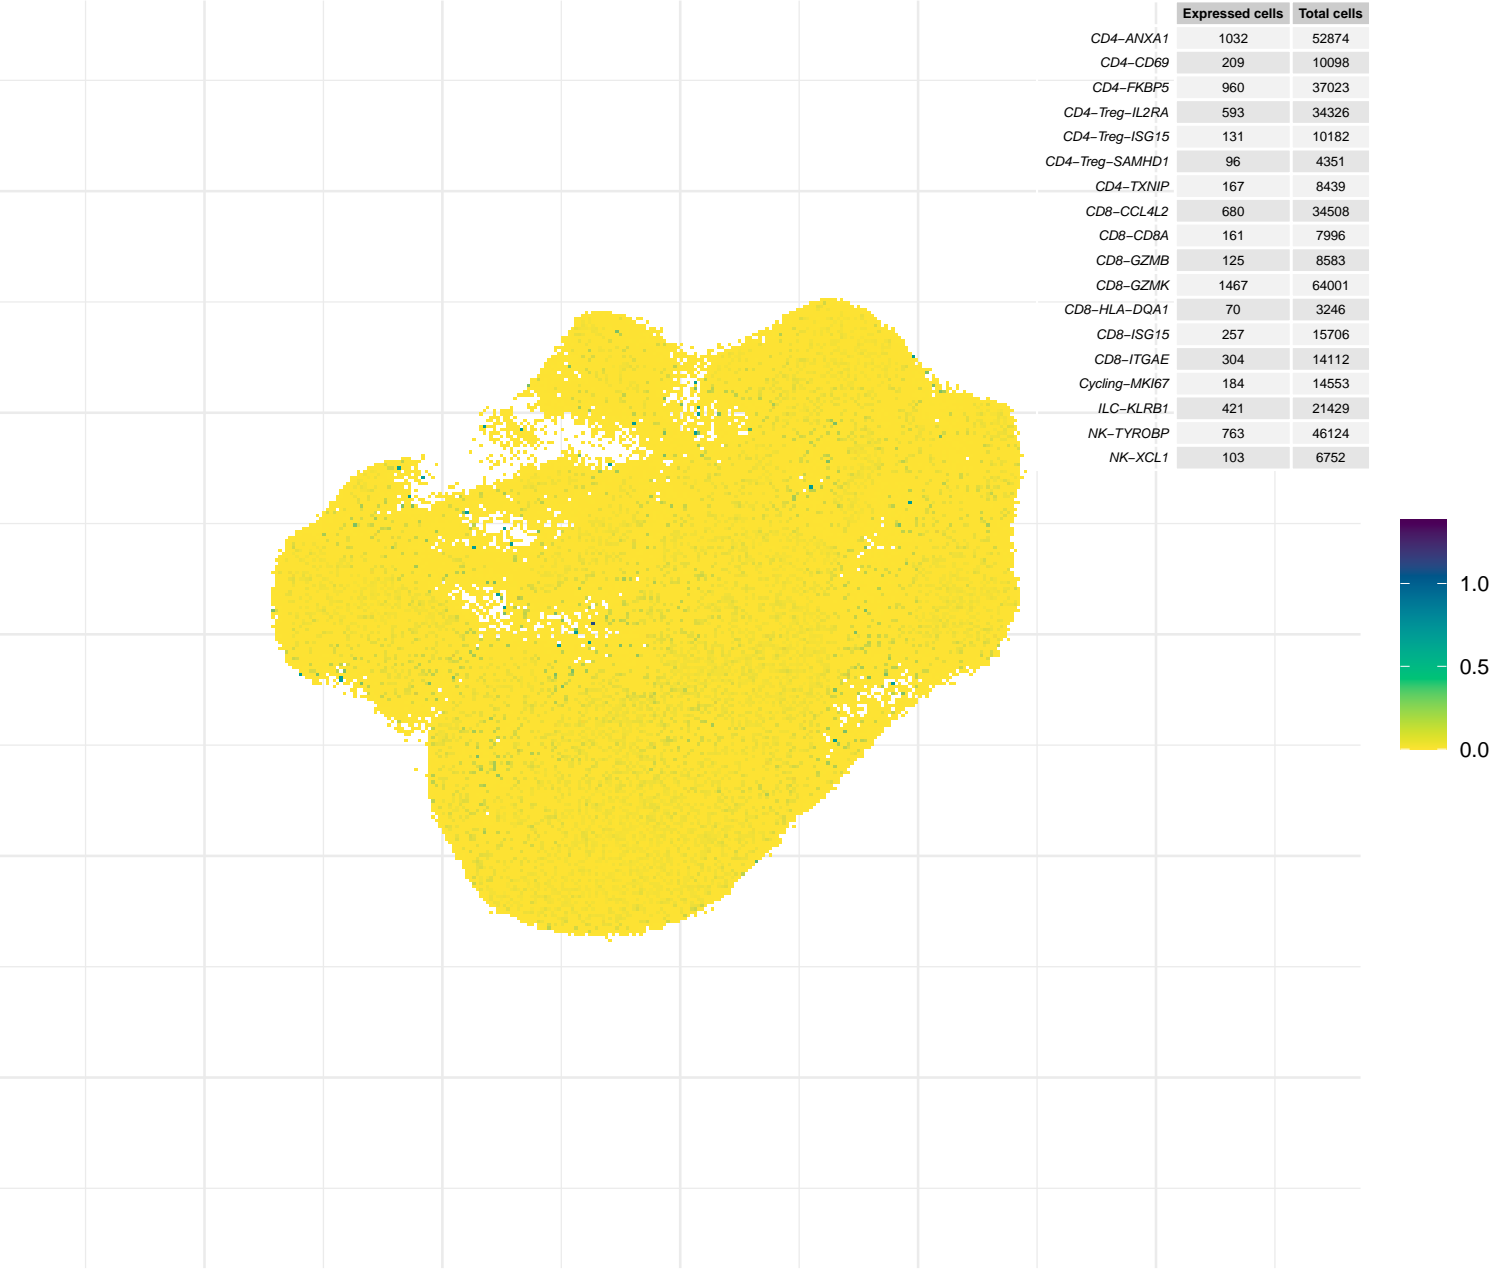 Expressed cells Total cells
CD4−ANXA1 1032 52874
CD4−CD69 209 10098
CD4−FKBP5 960 37023
CD4−Treg−IL2RA 593 34326
CD4−Treg−ISG15 131 10182
CD4−Treg−SAMHD1 96 4351
CD4−TXNIP 167 8439
CD8−CCL4L2 680 34508
CD8−CD8A 161 7996
CD8−GZMB 125 8583
CD8−GZMK 1467 64001
CD8−HLA−DQA1 70 3246
CD8−ISG15 257 15706
CD8−ITGAE 304 14112
Cycling−MKI67 184 14553
ILC−KLRB1 421 21429
NK−TYROBP 763 46124
NK−XCL1 103 6752
1.0
0.5
0.0